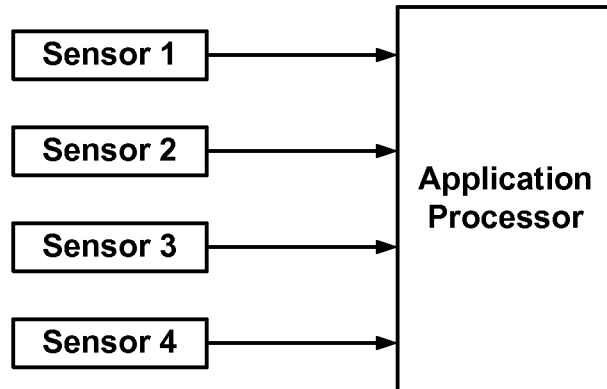 Sensor 1
Sensor 2
Application
Processor
Sensor 3
Sensor 4